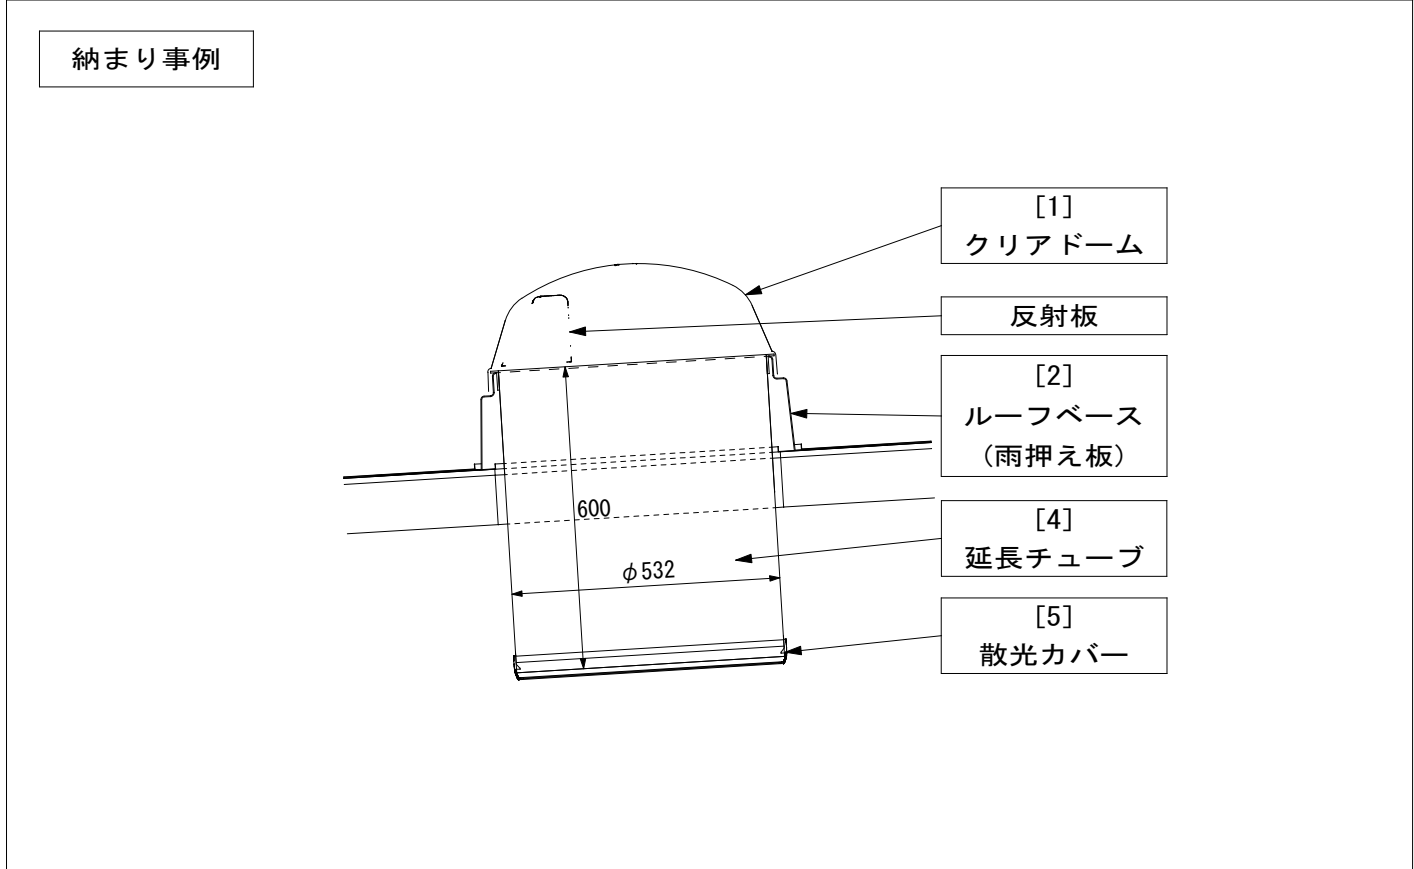 納まり事例
[1]
クリアドーム
反射板
[2]
ルーフベース
(雨押え板)
600
[4]
延長チューブ
φ532
[5]
散光カバー